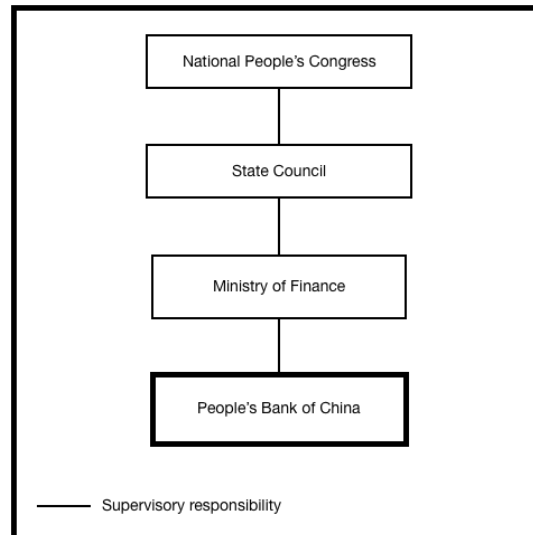 National People's Congress
State Council
Ministry of Finance
People's Bank of China
Supervisory responsibility